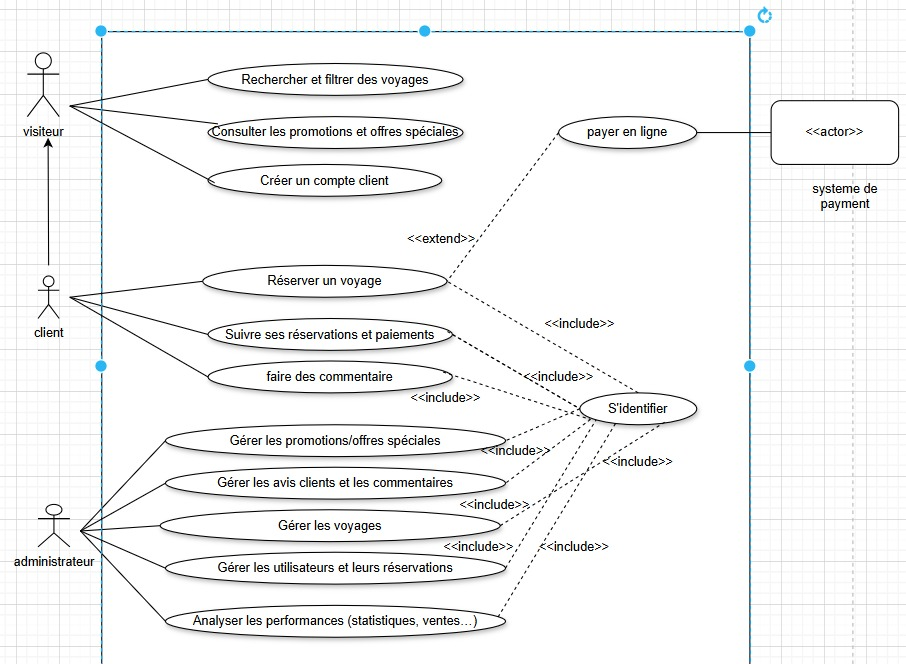 Rechercher et filtrer des voyages
visiteur
Consulter les promotions et offres spéciales
payer en ligne
<<actor>>
Créer un compte client
systeme de
payment
<<extend>>
Réserver un voyage
<<include>>
client
Suivre ses réservations et paiements
faire des commentaire
<<include>>
<<include>>
S'identifier
Gérer les promotions/offres spéciales
<<include>>
<<include>>
Gérer les avis clients et les commentaires
<<include>>
Gérer les voyages
<<include>>
<<include>>
administrateur
Gérer les utilisateurs et leurs réservations
Analyser les performances (statistiques, ventes...)